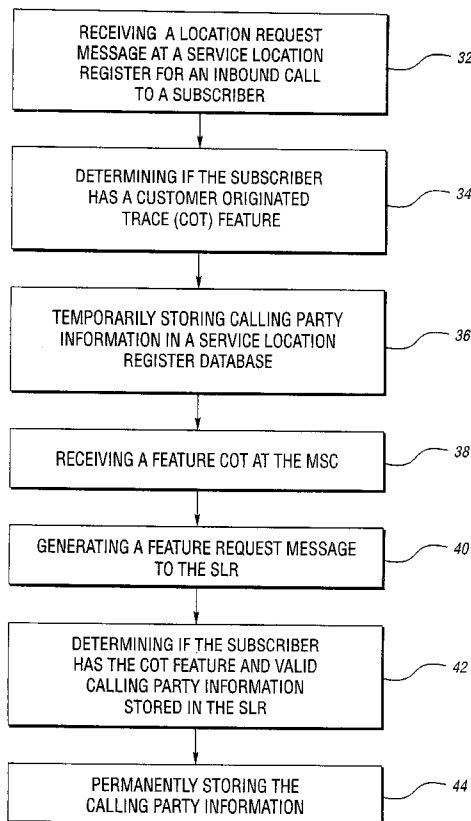 RECEIVING A LOCATION REQUEST
MESSAGE AT A SERVICE LOCATION
REGISTER FOR AN INBOUND CALL
TO A SUBSCRIBER
32
DETERMINING IF THE SUBSCRIBER
HAS A CUSTOMER ORIGINATED
TRACE (COT) FEATURE
34
TEMPORARILY STORING CALLING PARTY
INFORMATION IN A SERVICE LOCATION
REGISTER DATABASE
36
RECEIVING A FEATURE COT AT THE MSC
38
GENERATING A FEATURE REQUEST MESSAGE
TO THE SLR
40
DETERMINING IF THE SUBSCRIBER
HAS THE COT FEATURE AND VALID
CALLING PARTY INFORMATION
STORED IN THE SLR
42
PERMANENTLY STORING THE
CALLING PARTY INFORMATION
44